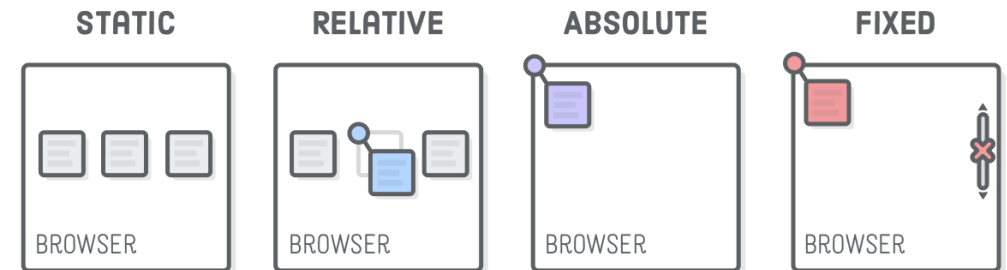 STATIC
RELATIVE
ABSOLUTE
FIXED
BROWSER
BROWSER
BROWSER
BROWSER